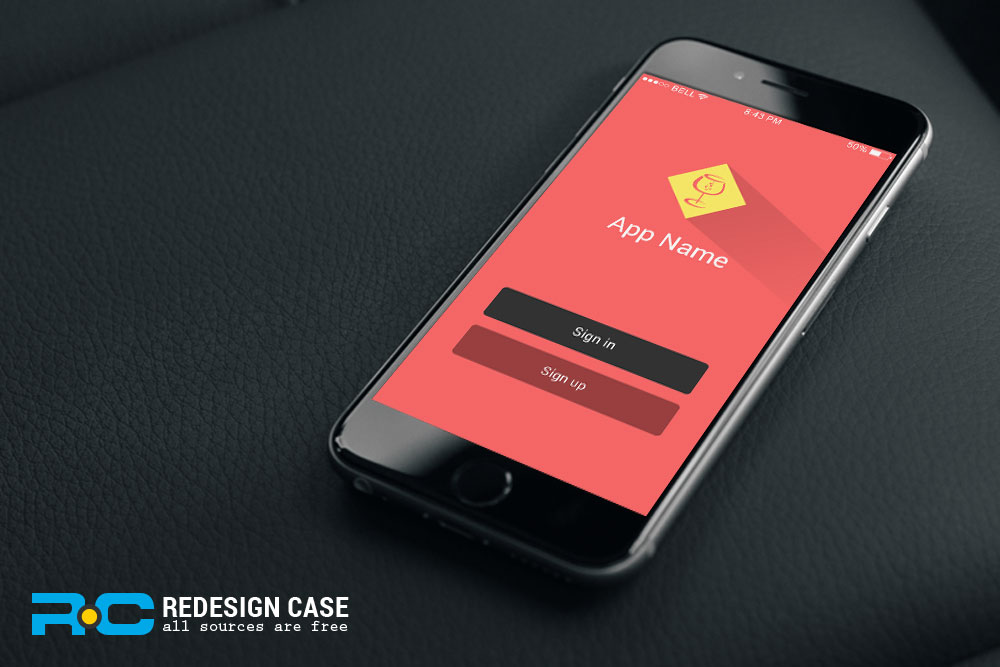 BELL
8:43 PM
50%
App Name
Sign in
Sign up
RC
REDESIGN CASE
all sources are free